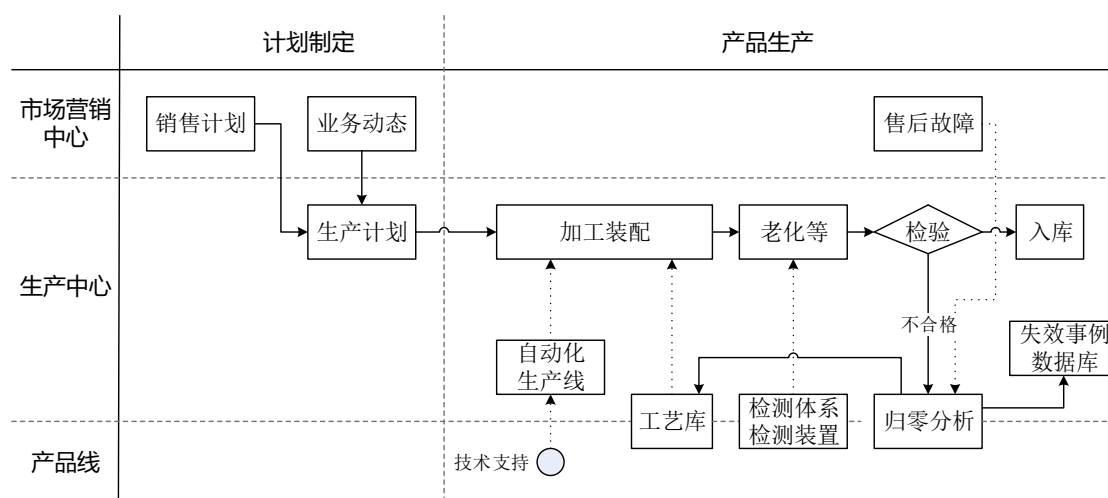 计划制定
产品生产
市场营销
中心
销售计划
业务动态
售后故障
生产中心
生产计划
加工装配
老化等
检验
入库
不合格
自动化
生产线
失效事例
数据库
工艺库
检测体系
检测装置
归零分析
产品线
技术支持